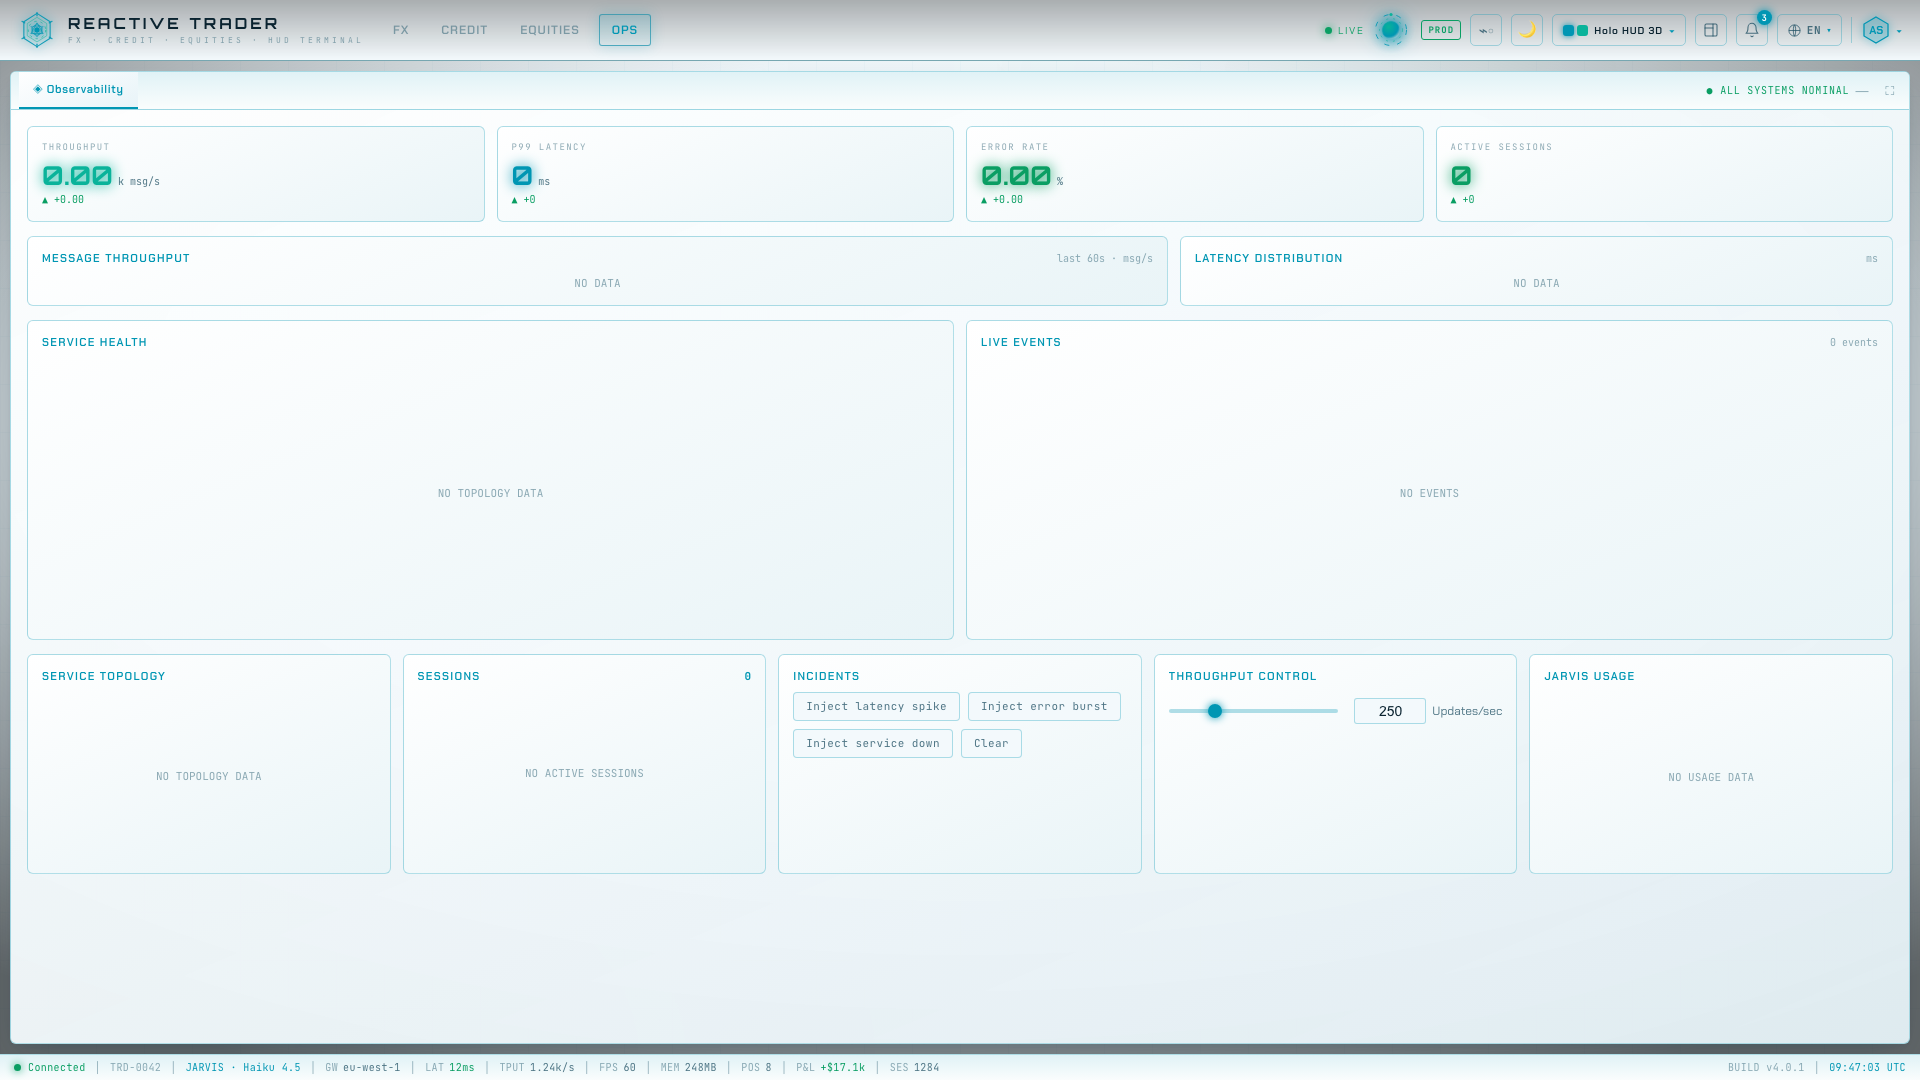 REACTIVE TRADER
FX · CREDIT · EQUITIES · HUD TERMINAL
FX CREDIT EQUITIES OPS
LIVE PROD Holo HUD 3D 3 EN AS
Observability
ALL SYSTEMS NOMINAL —
THROUGHPUT
0.00 k msg/s
▲ +0.00
P99 LATENCY
0 ms
▲ +0
ERROR RATE
0.00 %
▲ +0.00
ACTIVE SESSIONS
0
▲ +0
MESSAGE THROUGHPUT last 60s · msg/s
NO DATA
LATENCY DISTRIBUTION ms
NO DATA
SERVICE HEALTH
NO TOPOLOGY DATA
LIVE EVENTS 0 events
NO EVENTS
SERVICE TOPOLOGY
NO TOPOLOGY DATA
SESSIONS 0
NO ACTIVE SESSIONS
INCIDENTS
Inject latency spike Inject error burst
Inject service down Clear
THROUGHPUT CONTROL
250 Updates/sec
JARVIS USAGE
NO USAGE DATA
Connected | TRD-0042 | JARVIS · Haiku 4.5 | GW eu-west-1 | LAT 12ms | TPUT 1.24k/s | FPS 60 | MEM 248MB | POS 8 | P&L +$17.1k | SES 1284 BUILD v4.0.1 | 09:47:03 UTC